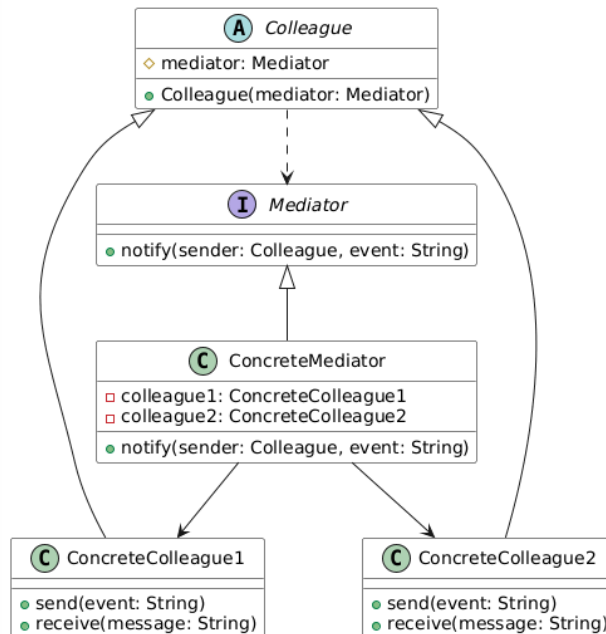 A Colleague
mediator: Mediator
Colleague(mediator: Mediator)
I Mediator
notify(sender: Colleague, event: String)
C ConcreteMediator
colleague1: ConcreteColleague1
colleague2: ConcreteColleague2
notify(sender: Colleague, event: String)
C ConcreteColleague1
send(event: String)
receive(message: String)
C ConcreteColleague2
send(event: String)
receive(message: String)